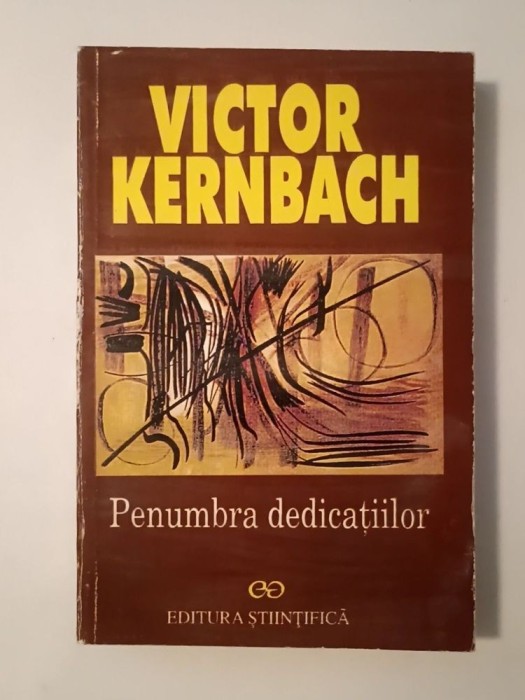 VICTOR
KERNBACH
Penumbra dedicațiilor
EDITURA ȘTIINȚIFICĂ